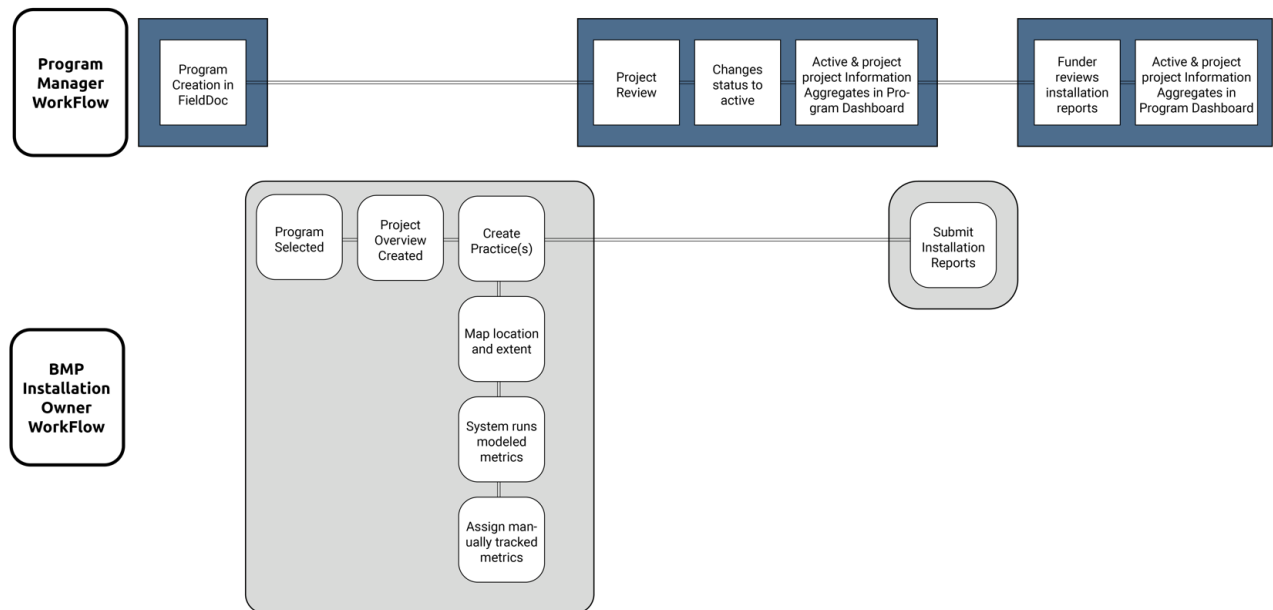 Program
Manager
WorkFlow
Program
Creation in
FieldDoc
Project
Review
Changes
status to
active
Active & project
project Information
Aggregates in Pro-
gram Dashboard
Funder
reviews
installation
reports
Active & project
project Information
Aggregates in
Program Dashboard
BMP
Installation
Owner
WorkFlow
Program
Selected
Project
Overview
Created
Create
Practice(s)
Map location
and extent
System runs
modeled
metrics
Assign man-
ually tracked
metrics
Submit
Installation
Reports